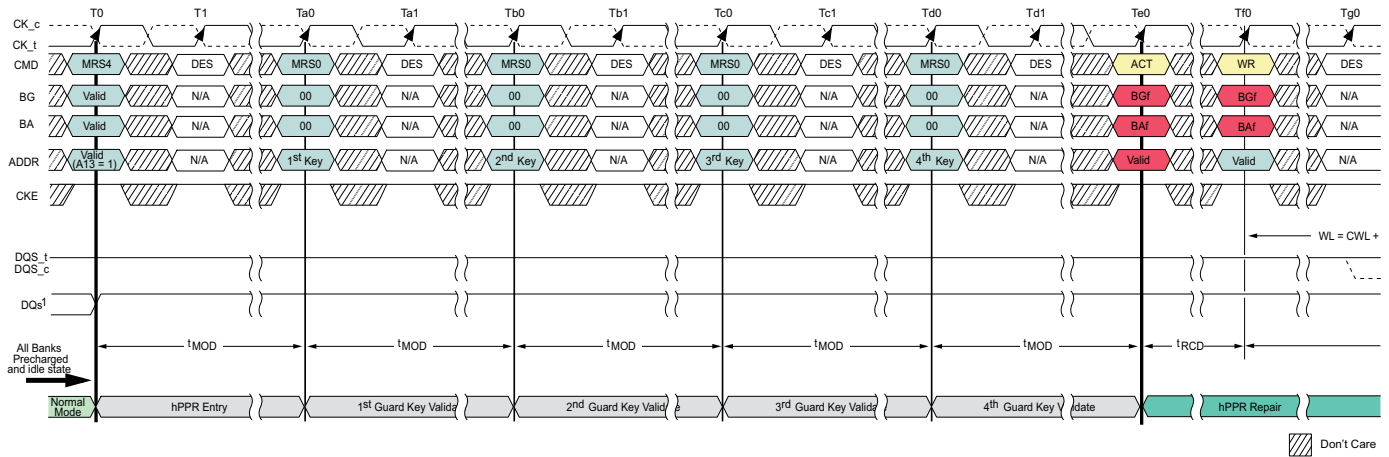 T0 T1 Ta0 Ta1 Tb0 Tb1 Tc0 Tc1 Td0 Td1 Te0 Tf0 Tg0
CK_c
CK_t
CMD MRS4 DES MRS0 DES MRS0 DES MRS0 DES MRS0 DES ACT WR DES
BG Valid N/A 00 N/A 00 N/A 00 N/A 00 N/A BGf BGf N/A
BA Valid N/A 00 N/A 00 N/A 00 N/A 00 N/A BAf BAf N/A
ADDR Valid (A13 = 1) N/A 1st Key N/A 2nd Key N/A 3rd Key N/A 4th Key N/A Valid Valid N/A
CKE
WL = CWL +
DQS_t
DQS_c
DQs1
tMOD tMOD tMOD tMOD tMOD tRCD
All Banks
Precharged
and idle state
Normal Mode hPPR Entry 1st Guard Key Valida 2nd Guard Key Valid e 3rd Guard Key Valida 4th Guard Key V idate hPPR Repair
Don't Care